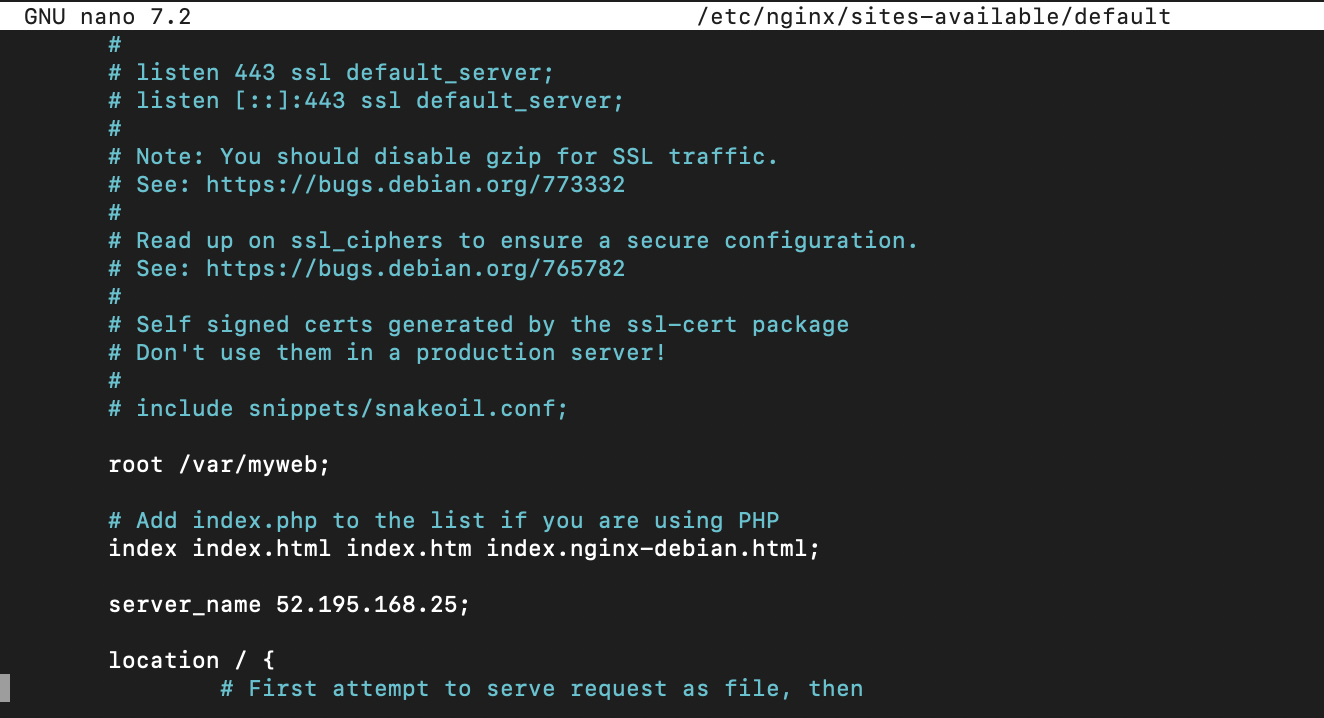 GNU nano 7.2 /etc/nginx/sites-available/default
#
# listen 443 ssl default_server;
# listen [::]:443 ssl default_server;
#
# Note: You should disable gzip for SSL traffic.
# See: https://bugs.debian.org/773332
#
# Read up on ssl_ciphers to ensure a secure configuration.
# See: https://bugs.debian.org/765782
#
# Self signed certs generated by the ssl-cert package
# Don't use them in a production server!
#
# include snippets/snakeoil.conf;
root /var/myweb;
# Add index.php to the list if you are using PHP
index index.html index.htm index.nginx-debian.html;
server_name 52.195.168.25;
location / {
# First attempt to serve request as file, then